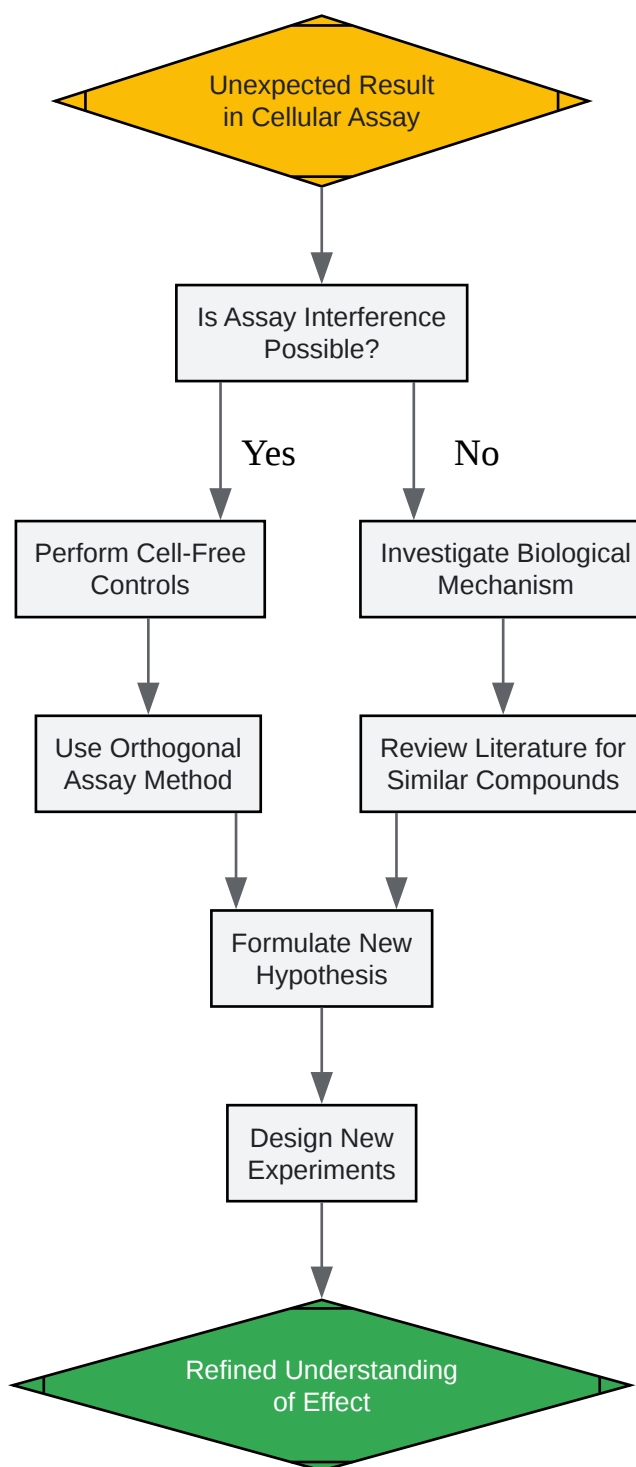 Unexpected Result
in Cellular Assay
Is Assay Interference
Possible?
Yes
No
Perform Cell-Free
Controls
Investigate Biological
Mechanism
Use Orthogonal
Assay Method
Review Literature for
Similar Compounds
Formulate New
Hypothesis
Design New
Experiments
Refined Understanding
of Effect